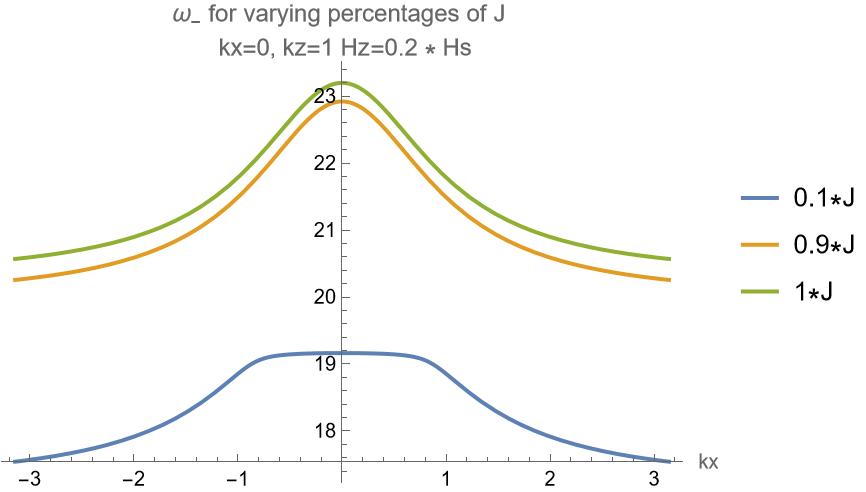 ω₋ for varying percentages of J
kx=0, kz=1 Hz=0.2 * Hs
23
22
21
20
19
18
−3 −2 −1 1 2 3
kx
0.1*J
0.9*J
1*J